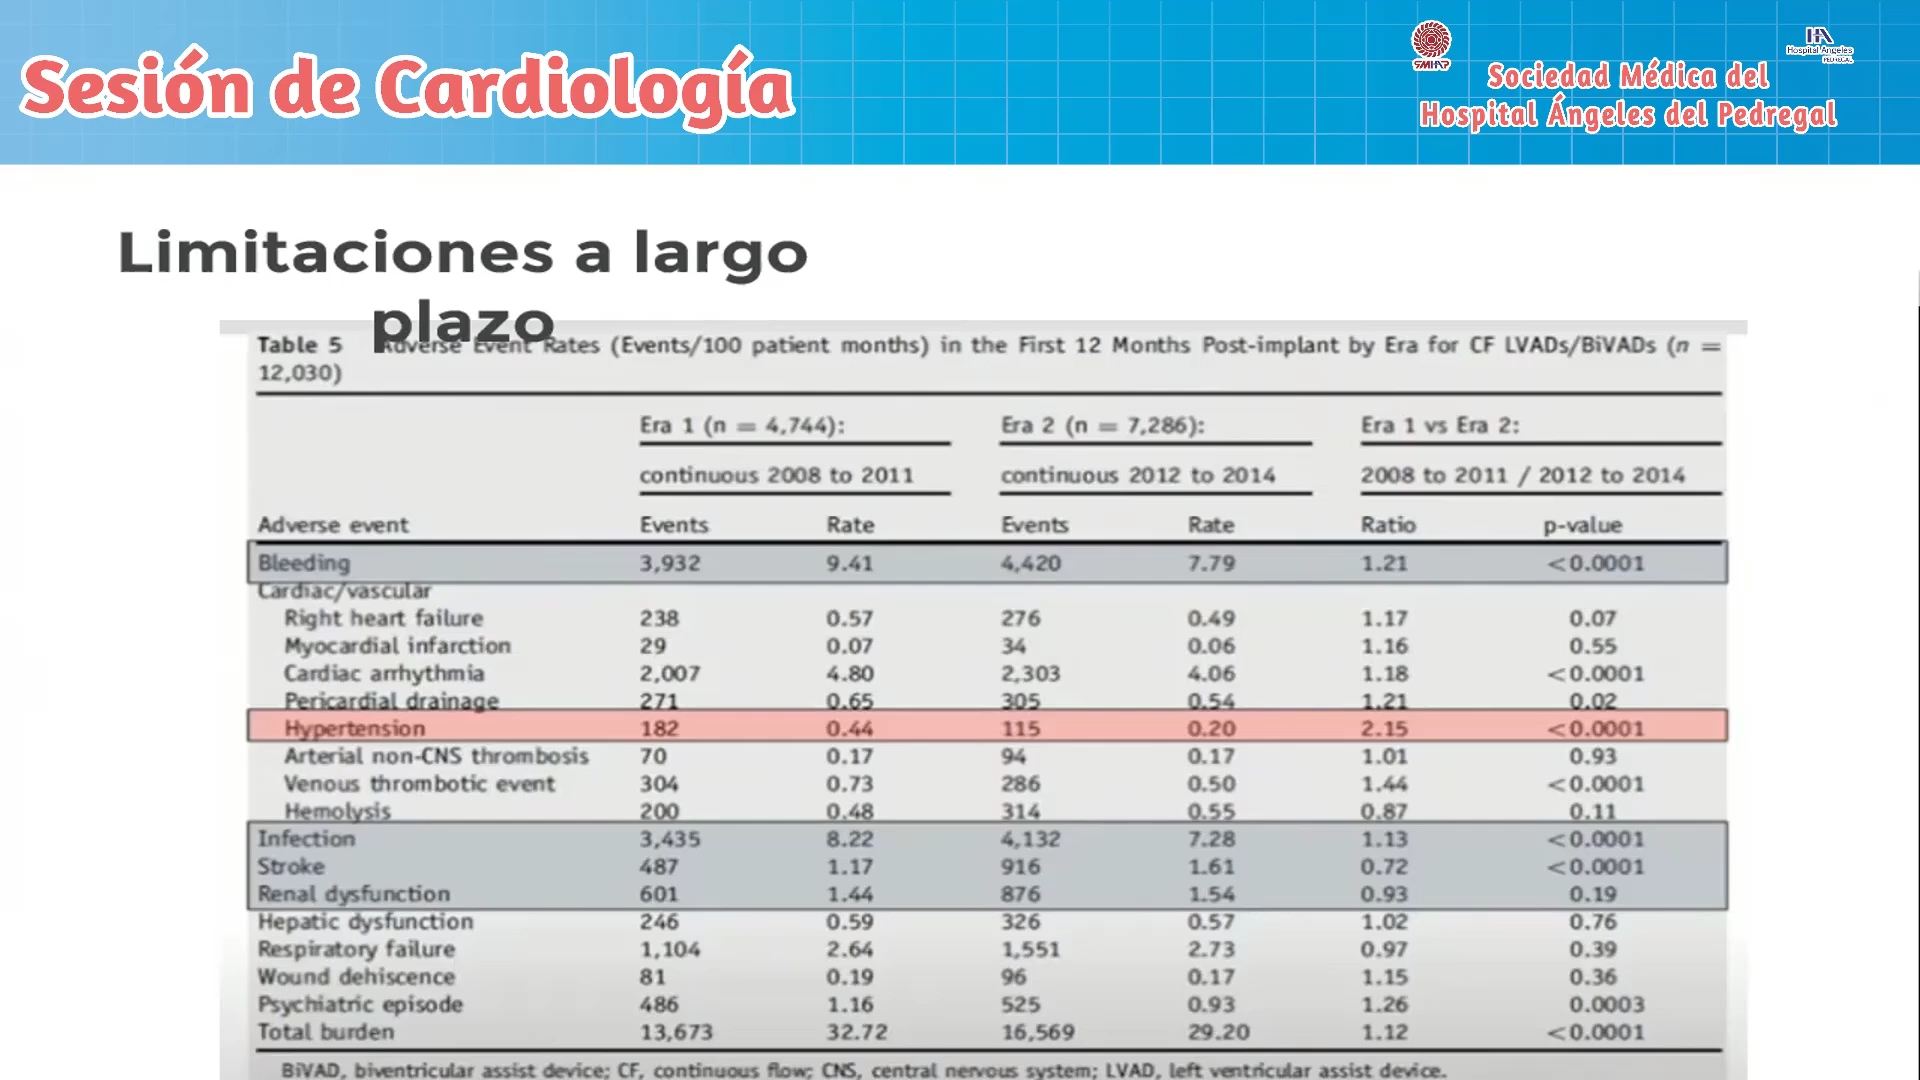 Sesión de Cardiología
SMHAP
Hospital Angeles
PEDREGAL
Sociedad Médica del
Hospital Ángeles del Pedregal
Limitaciones a largo
plazo
Table 5 Adverse Event Rates (Events/100 patient months) in the First 12 Months Post-implant by Era for CF LVADs/BiVADs (n =
12,030)
Era 1 (n = 4,744): Era 2 (n = 7,286): Era 1 vs Era 2:
continuous 2008 to 2011 continuous 2012 to 2014 2008 to 2011 / 2012 to 2014
Adverse event Events Rate Events Rate Ratio p-value
Bleeding 3,932 9.41 4,420 7.79 1.21 <0.0001
Cardiac/vascular
Right heart failure 238 0.57 276 0.49 1.17 0.07
Myocardial infarction 29 0.07 34 0.06 1.16 0.55
Cardiac arrhythmia 2,007 4.80 2,303 4.06 1.18 <0.0001
Pericardial drainage 271 0.65 305 0.54 1.21 0.02
Hypertension 182 0.44 115 0.20 2.15 <0.0001
Arterial non-CNS thrombosis 70 0.17 94 0.17 1.01 0.93
Venous thrombotic event 304 0.73 286 0.50 1.44 <0.0001
Hemolysis 200 0.48 314 0.55 0.87 0.11
Infection 3,435 8.22 4,132 7.28 1.13 <0.0001
Stroke 487 1.17 916 1.61 0.72 <0.0001
Renal dysfunction 601 1.44 876 1.54 0.93 0.19
Hepatic dysfunction 246 0.59 326 0.57 1.02 0.76
Respiratory failure 1,104 2.64 1,551 2.73 0.97 0.39
Wound dehiscence 81 0.19 96 0.17 1.15 0.36
Psychiatric episode 486 1.16 525 0.93 1.26 0.0003
Total burden 13,673 32.72 16,569 29.20 1.12 <0.0001
BiVAD, biventricular assist device; CF, continuous flow; CNS, central nervous system; LVAD, left ventricular assist device.